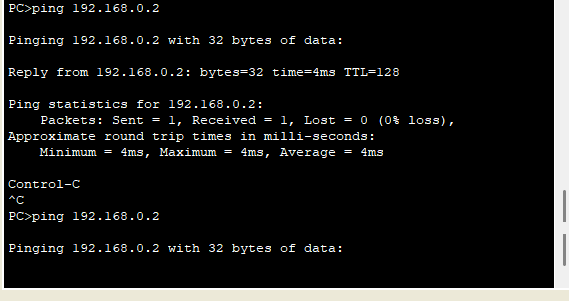 PC>ping 192.168.0.2
Pinging 192.168.0.2 with 32 bytes of data:
Reply from 192.168.0.2: bytes=32 time=4ms TTL=128
Ping statistics for 192.168.0.2:
Packets: Sent = 1, Received = 1, Lost = 0 (0% loss),
Approximate round trip times in milli-seconds:
Minimum = 4ms, Maximum = 4ms, Average = 4ms
Control-C
^C
PC>ping 192.168.0.2
Pinging 192.168.0.2 with 32 bytes of data: